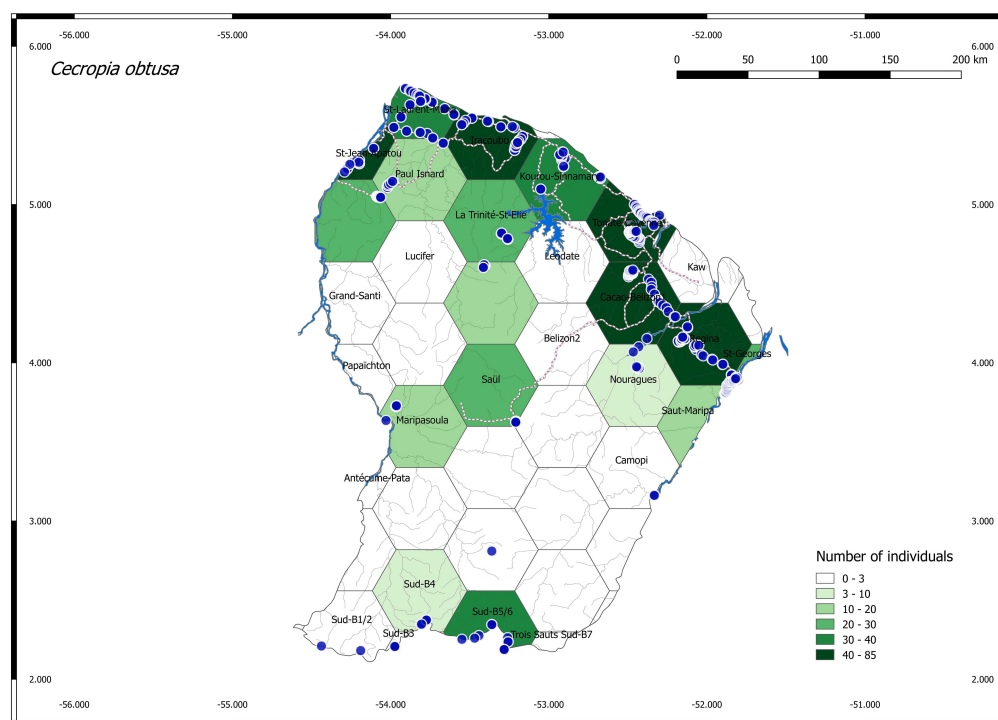 -56.000 -55.000 -54.000 -53.000 -52.000 -51.000
6.000 6.000
0 50 100 150 200 km
Cecropia obtusa
St-Laurent-Mana
Iracoubo
St-Jean-Apatou
Paul Isnard
Kourou-Sinnamary
5.000 5.000
La Trinité-St-Elie
Lucifer
Leodate
Kaw
Grand-Santi
Cacao-Belizon
Belizon2
Regina
St-Georges
4.000 4.000
Papaïchton
Saül
Nouragues
Saut-Maripa
Maripasoula
Camopi
Antécume-Pata
3.000 3.000
Number of individuals
0 - 3
3 - 10
10 - 20
20 - 30
30 - 40
40 - 85
Sud-B4
Sud-B1/2
Sud-B5/6
Sud-B3
Trois Sauts Sud-B7
2.000 2.000
-56.000 -55.000 -54.000 -53.000 -52.000 -51.000